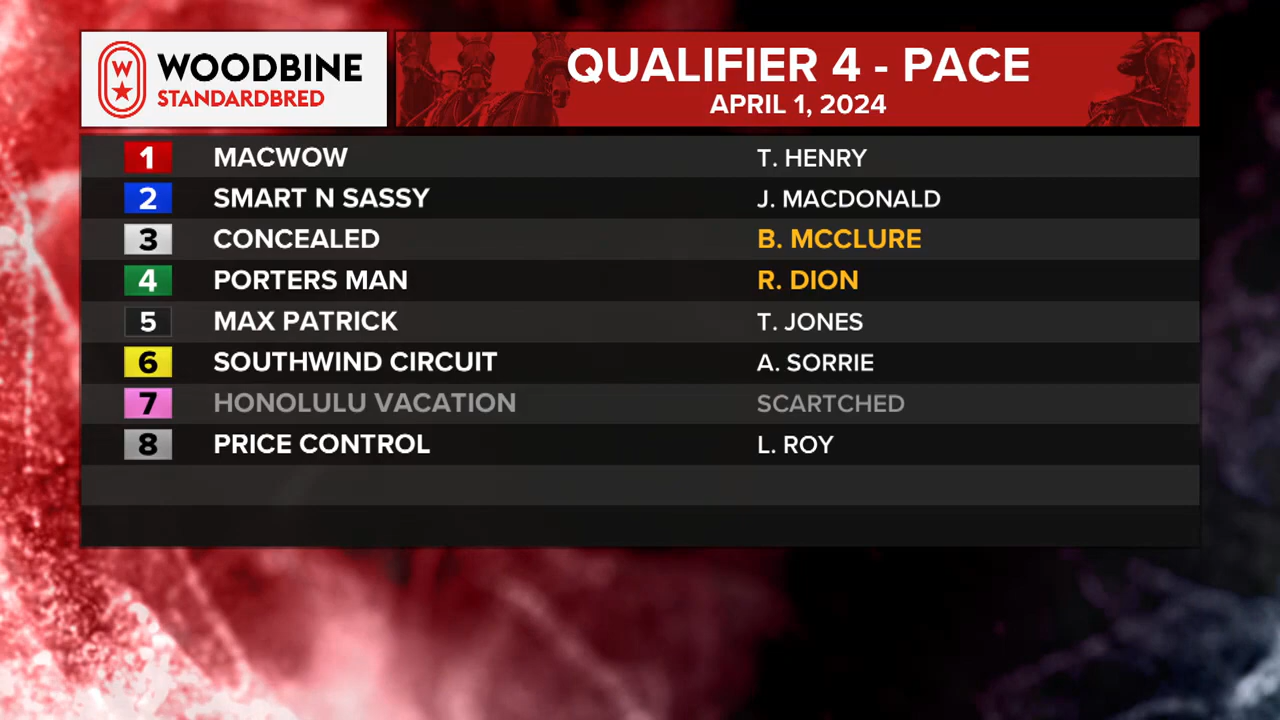 W
WOODBINE
STANDARDBRED
QUALIFIER 4 - PACE
APRIL 1, 2024
1 MACWOW T. HENRY
2 SMART N SASSY J. MACDONALD
3 CONCEALED B. MCCLURE
4 PORTERS MAN R. DION
5 MAX PATRICK T. JONES
6 SOUTHWIND CIRCUIT A. SORRIE
7 HONOLULU VACATION SCARTCHED
8 PRICE CONTROL L. ROY